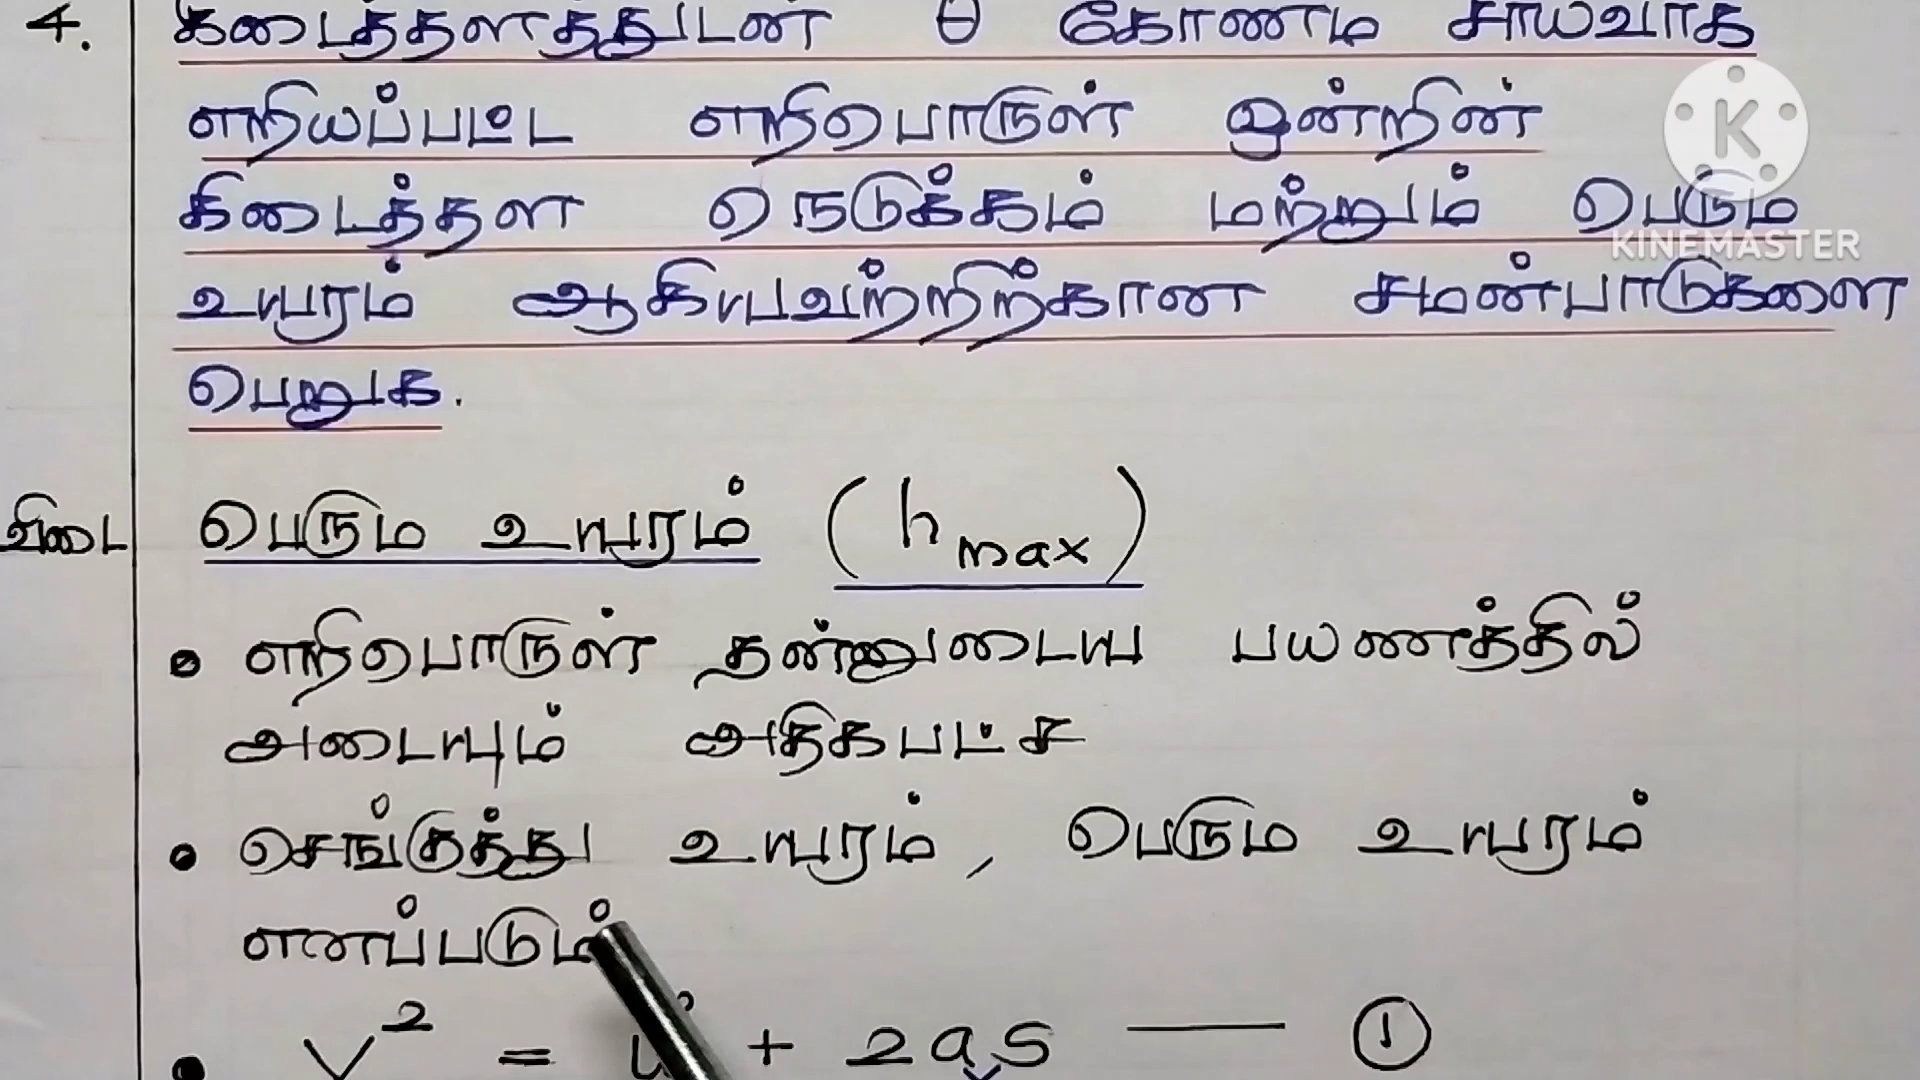 4. கிடைத்தளத்துடன் θ கோணம் சாய்வாக
எறியப்பட்ட எறிபொருள் ஒன்றின்
கிடைத்தள நெடுக்கம் மற்றும் பெரும
உயரம் ஆகியவற்றிற்கான சமன்பாடுகளை
பெறுக.
விடை பெரும உயரம் (h max)
• எறிபொருள் தன்னுடைய பயணத்தில்
அடையும் அதிகபட்ச
• செங்குத்து உயரம், பெரும உயரம்
எனப்படும்
• v² = u² + 2as — ①
K
KINEMASTER